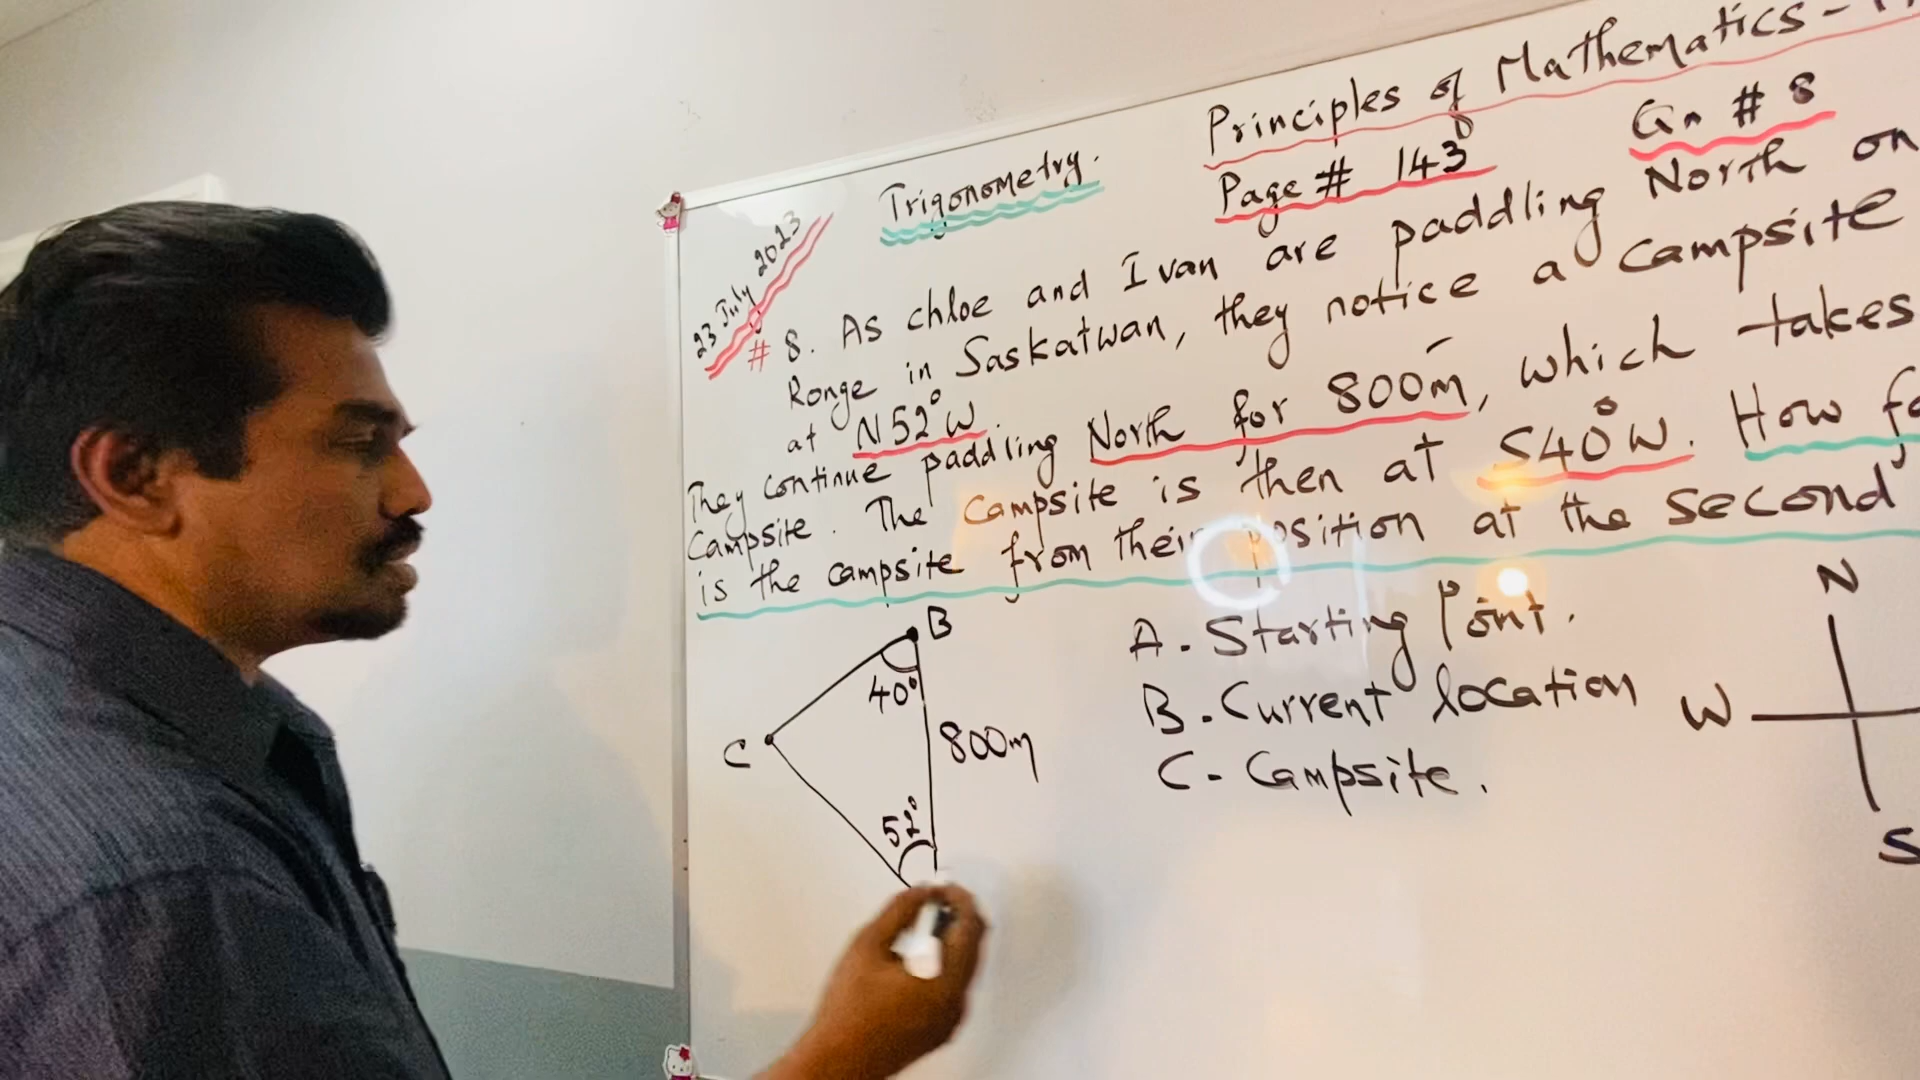 Principles of Mathematics -
Trigonometry. Page # 143 Qn # 8
23 July 2023
# 8. As chloe and Ivan are paddling North on
Ronge in Saskatwan, they notice a campsite
at N52°W.
They continue paddling North for 800m, which takes
Campsite. The Campsite is then at S40°W. How
is the campsite from their position at the second
B
40°
C
800m
52°
A. Starting Point.
B. Current location
C - Campsite.
N
W
S